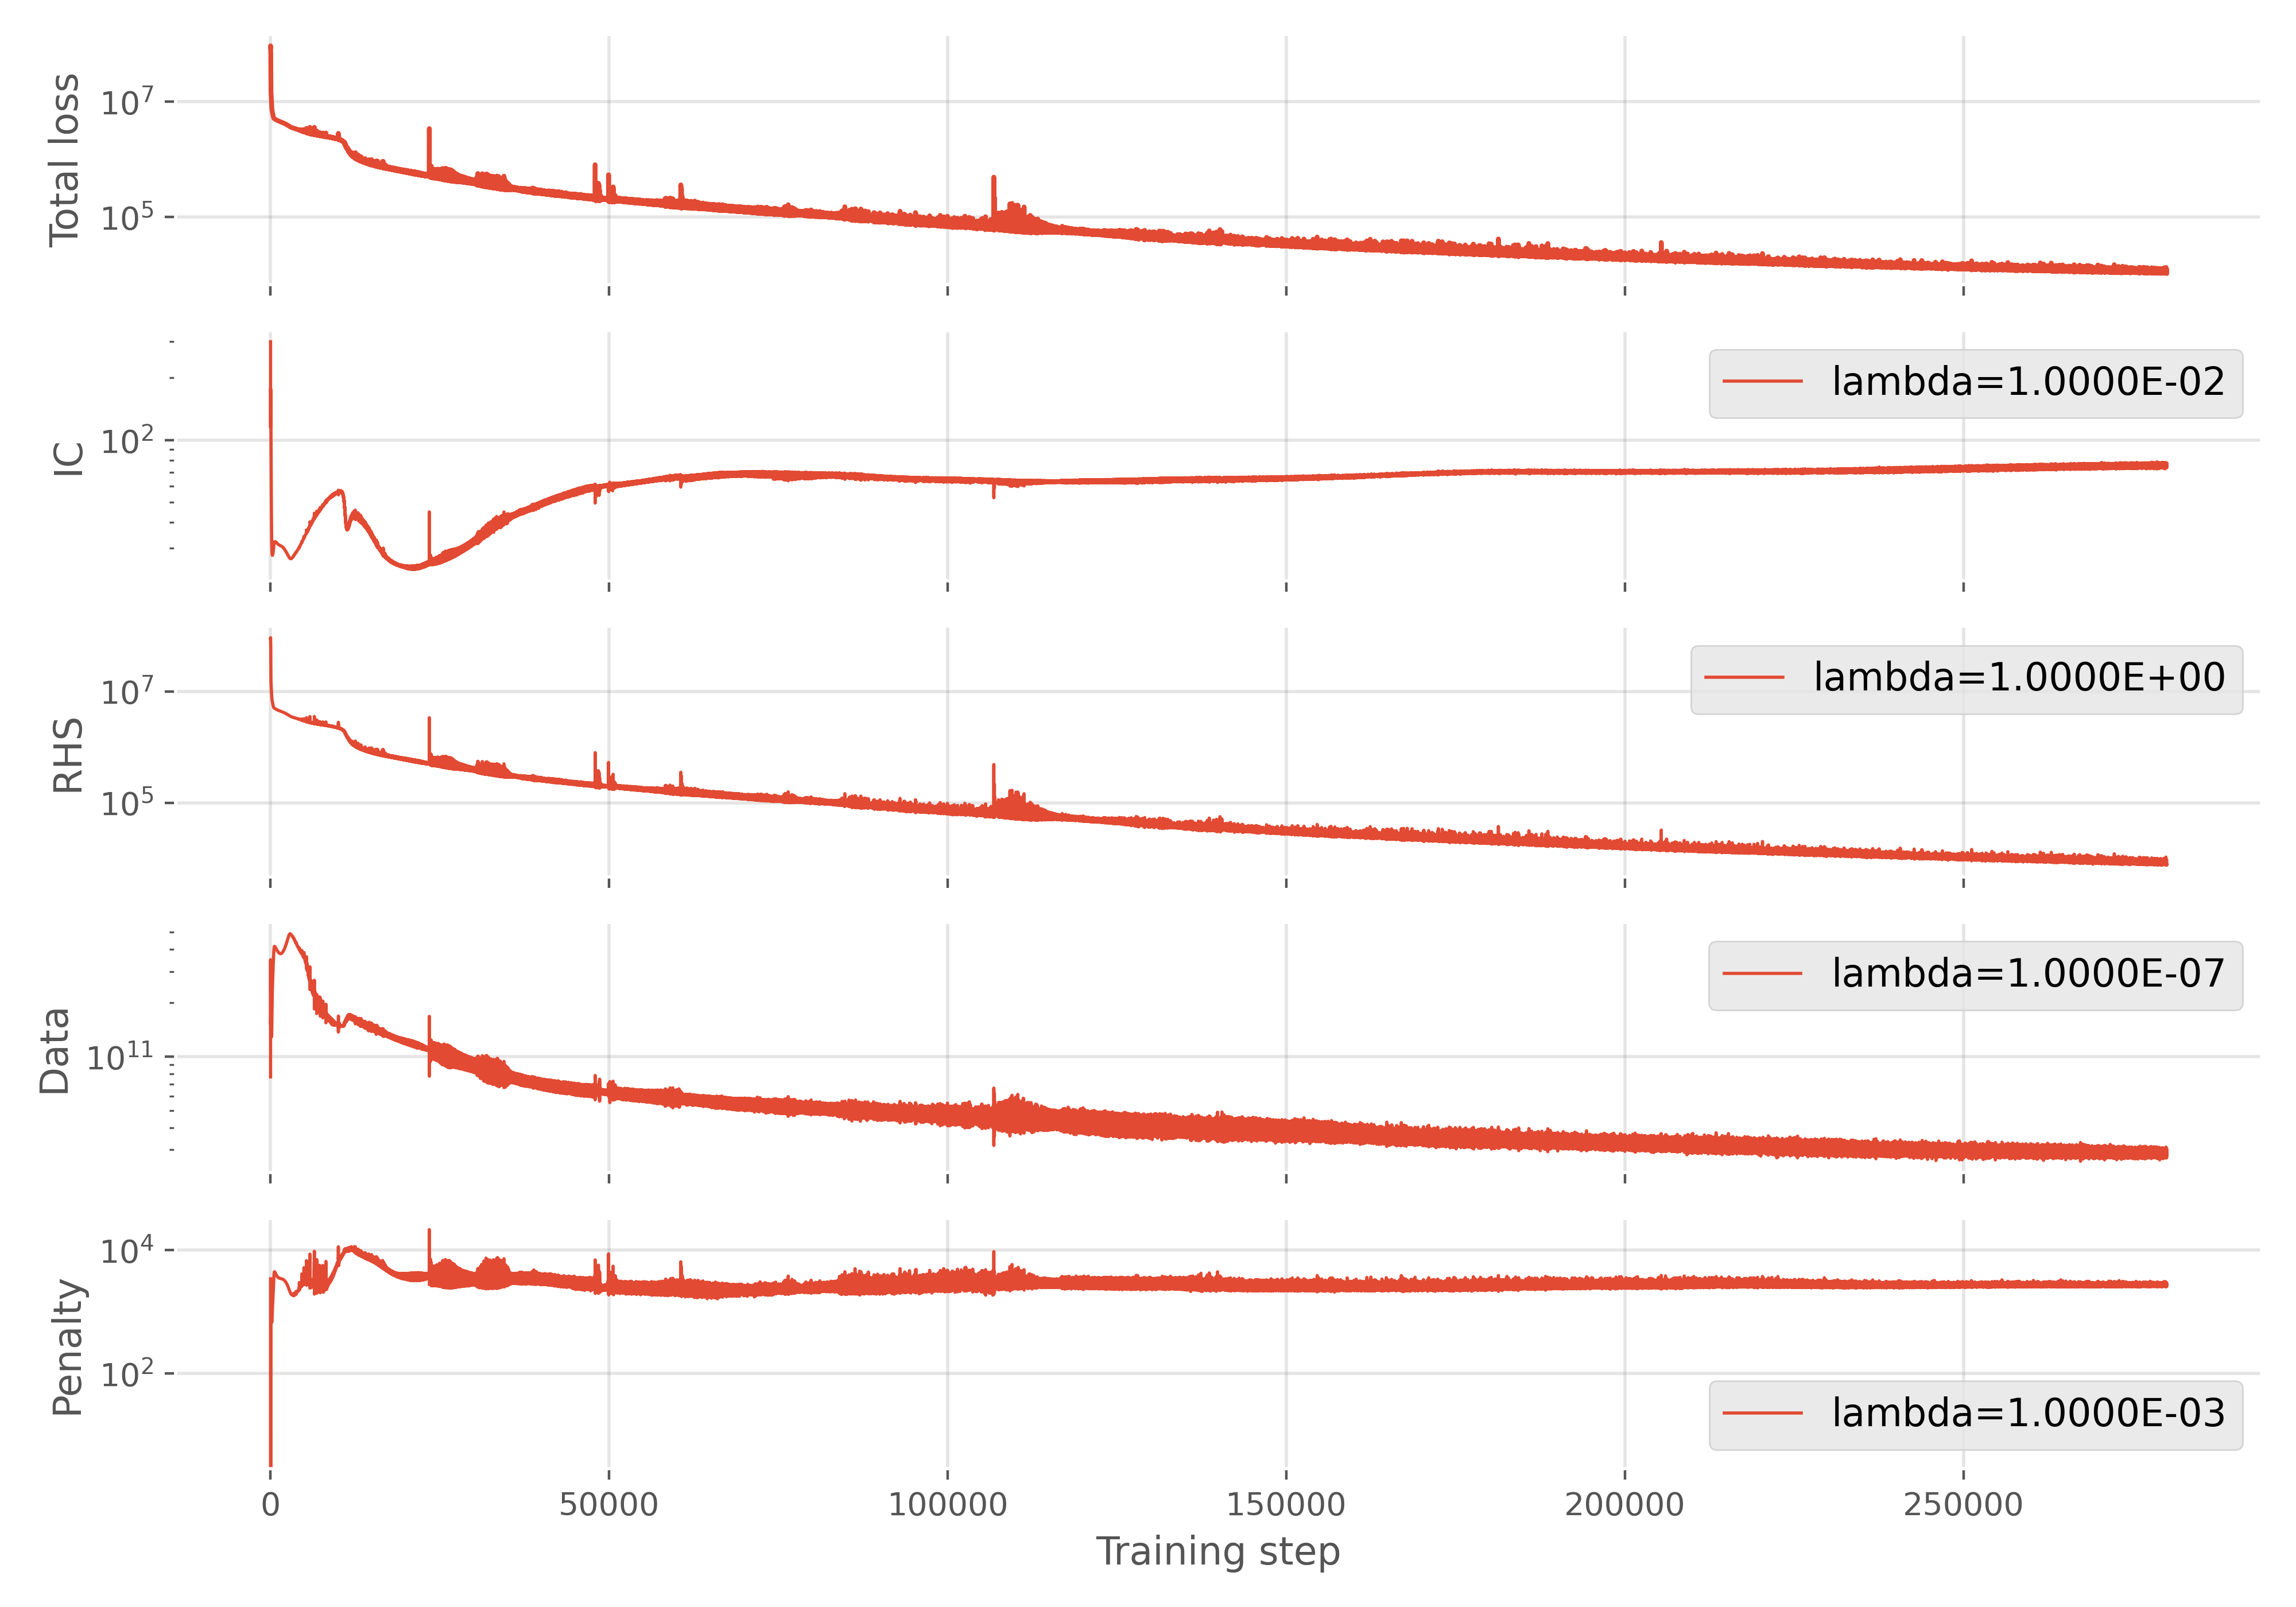 Total loss
10^7
10^5
IC
10^2
lambda=1.0000E-02
RHS
10^7
10^5
lambda=1.0000E+00
Data
10^11
lambda=1.0000E-07
Penalty
10^4
10^2
lambda=1.0000E-03
0 50000 100000 150000 200000 250000
Training step